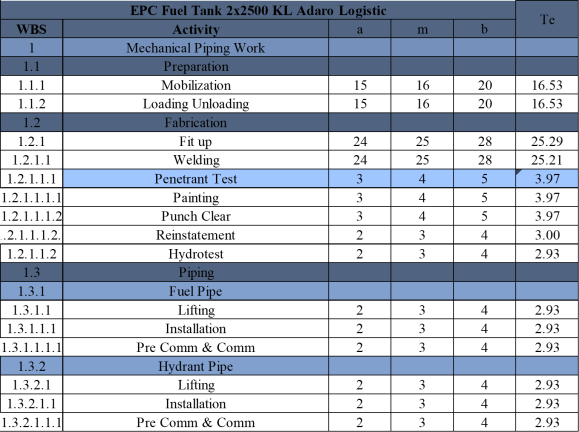 EPC Fuel Tank 2x2500 KL Adaro Logistic Te
WBS Activity a m b
1 Mechanical Piping Work
1.1 Preparation
1.1.1 Mobilization 15 16 20 16.53
1.1.2 Loading Unloading 15 16 20 16.53
1.2 Fabrication
1.2.1 Fit up 24 25 28 25.29
1.2.1.1 Welding 24 25 28 25.21
1.2.1.1.1 Penetrant Test 3 4 5 3.97
1.2.1.1.1.1 Painting 3 4 5 3.97
1.2.1.1.1.2 Punch Clear 3 4 5 3.97
.2.1.1.1.2. Reinstatement 2 3 4 3.00
1.2.1.1.2 Hydrotest 2 3 4 2.93
1.3 Piping
1.3.1 Fuel Pipe
1.3.1.1 Lifting 2 3 4 2.93
1.3.1.1.1 Installation 2 3 4 2.93
1.3.1.1.1.1 Pre Comm & Comm 2 3 4 2.93
1.3.2 Hydrant Pipe
1.3.2.1 Lifting 2 3 4 2.93
1.3.2.1.1 Installation 2 3 4 2.93
1.3.2.1.1.1 Pre Comm & Comm 2 3 4 2.93